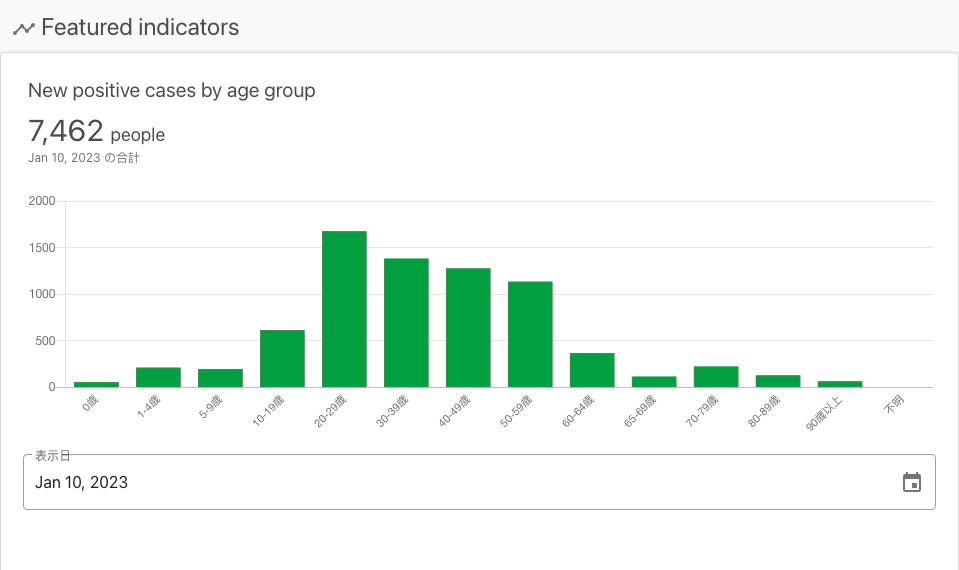 Featured indicators
New positive cases by age group
7,462 people
Jan 10, 2023 の合計
2000
1500
1000
500
0
0歳
1-4歳
5-9歳
10-19歳
20-29歳
30-39歳
40-49歳
50-59歳
60-64歳
65-69歳
70-79歳
80-89歳
90歳以上
不明
表示日
Jan 10, 2023